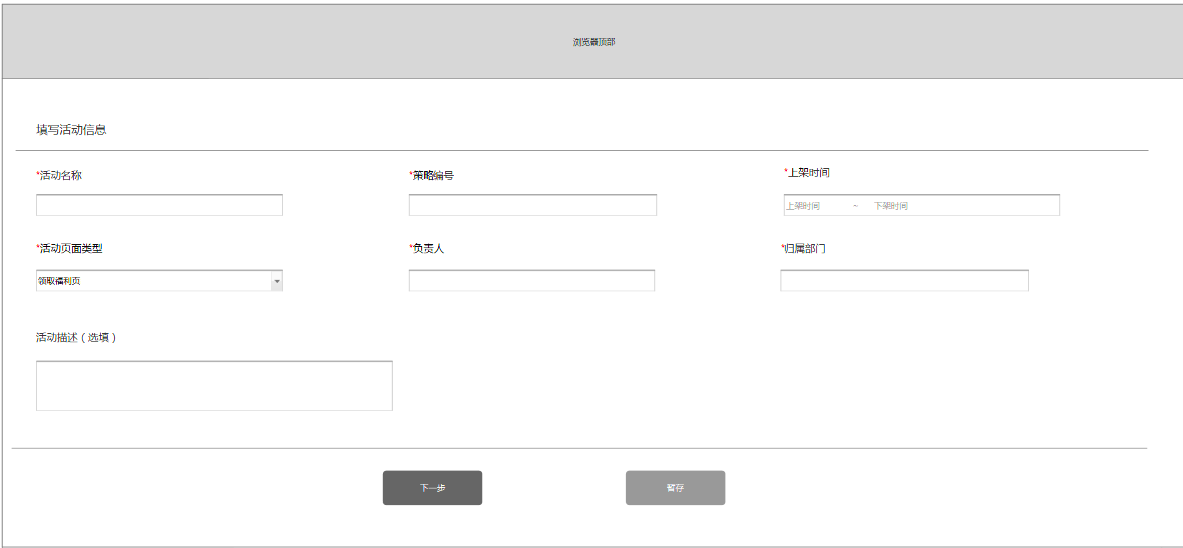 浏览器顶部
填写活动信息
*活动名称 *策略编号 *上架时间
上架时间 ~ 下架时间
*活动页面类型 *负责人 *归属部门
领取福利页
活动描述（选填）
下一步 暂存